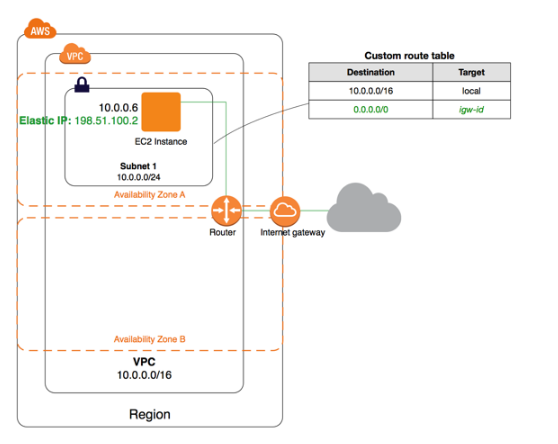 AWS
VPC
Custom route table
Destination Target
10.0.0.0/16 local
0.0.0.0/0 igw-id
10.0.0.6
Elastic IP: 198.51.100.2
EC2 Instance
Subnet 1
10.0.0.0/24
Availability Zone A
Router
Internet gateway
Availability Zone B
VPC
10.0.0.0/16
Region